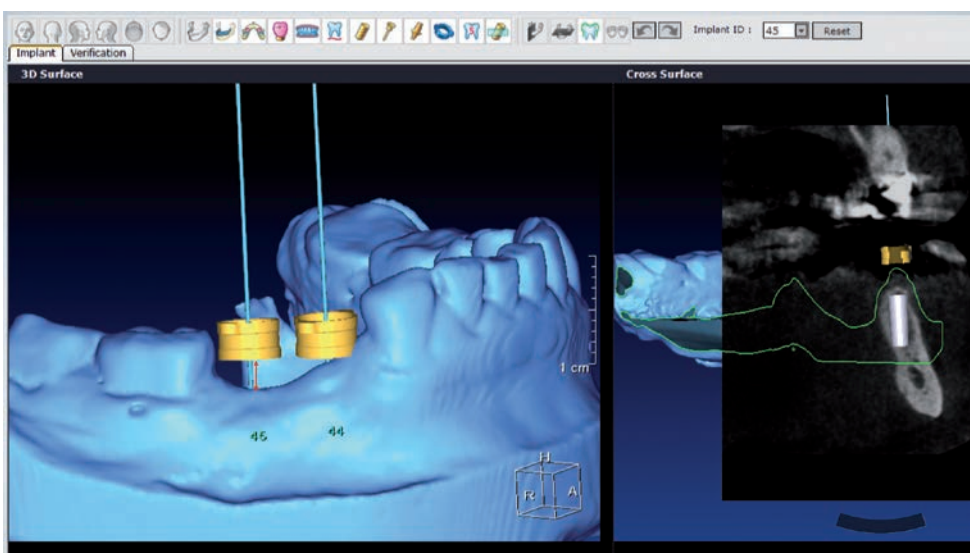 Implant ID : 45 Reset
Implant Verification
3D Surface
Cross Surface
1 cm
45
44
H
R A